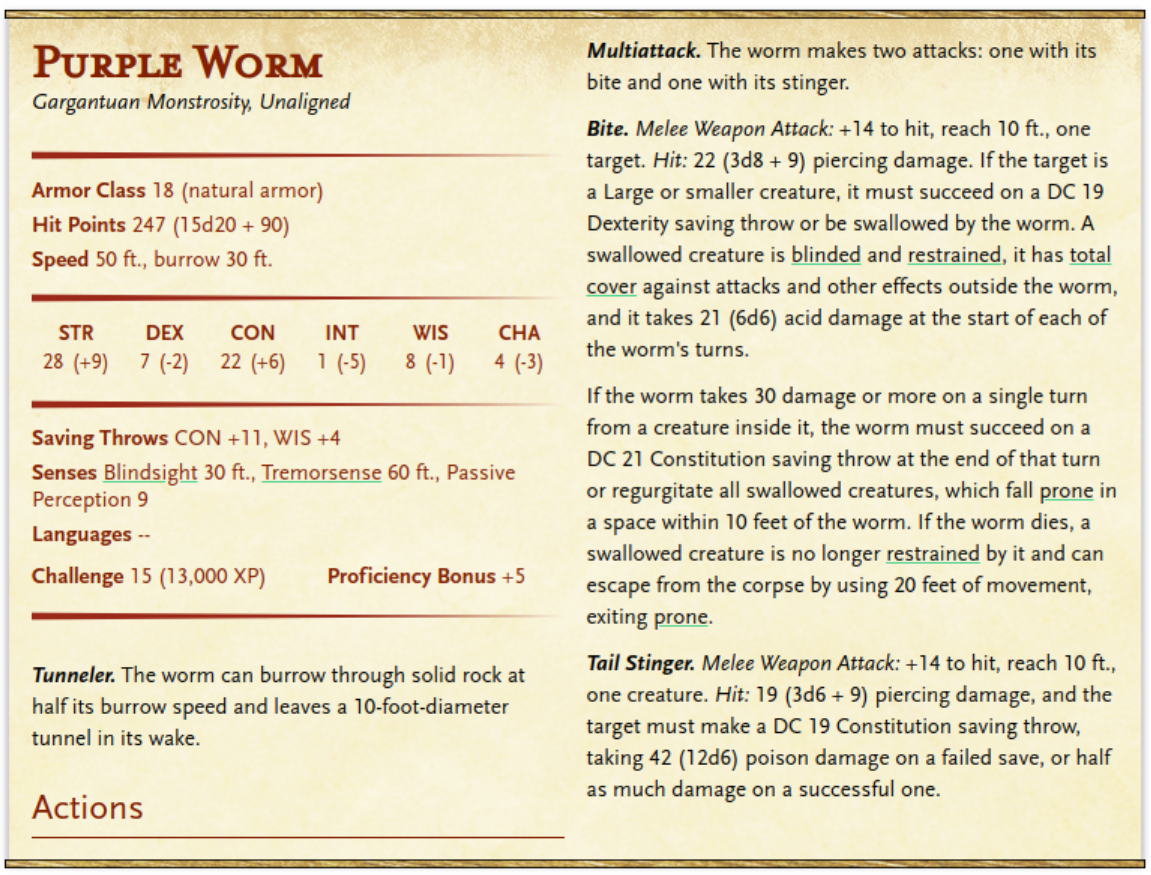 Purple Worm
Gargantuan Monstrosity, Unaligned
Armor Class 18 (natural armor)
Hit Points 247 (15d20 + 90)
Speed 50 ft., burrow 30 ft.
STR DEX CON INT WIS CHA
28 (+9) 7 (-2) 22 (+6) 1 (-5) 8 (-1) 4 (-3)
Saving Throws CON +11, WIS +4
Senses Blindsight 30 ft., Tremorsense 60 ft., Passive
Perception 9
Languages --
Challenge 15 (13,000 XP) Proficiency Bonus +5
Tunneler. The worm can burrow through solid rock at
half its burrow speed and leaves a 10-foot-diameter
tunnel in its wake.
Actions
Multiattack. The worm makes two attacks: one with its
bite and one with its stinger.
Bite. Melee Weapon Attack: +14 to hit, reach 10 ft., one
target. Hit: 22 (3d8 + 9) piercing damage. If the target is
a Large or smaller creature, it must succeed on a DC 19
Dexterity saving throw or be swallowed by the worm. A
swallowed creature is blinded and restrained, it has total
cover against attacks and other effects outside the worm,
and it takes 21 (6d6) acid damage at the start of each of
the worm's turns.
If the worm takes 30 damage or more on a single turn
from a creature inside it, the worm must succeed on a
DC 21 Constitution saving throw at the end of that turn
or regurgitate all swallowed creatures, which fall prone in
a space within 10 feet of the worm. If the worm dies, a
swallowed creature is no longer restrained by it and can
escape from the corpse by using 20 feet of movement,
exiting prone.
Tail Stinger. Melee Weapon Attack: +14 to hit, reach 10 ft.,
one creature. Hit: 19 (3d6 + 9) piercing damage, and the
target must make a DC 19 Constitution saving throw,
taking 42 (12d6) poison damage on a failed save, or half
as much damage on a successful one.